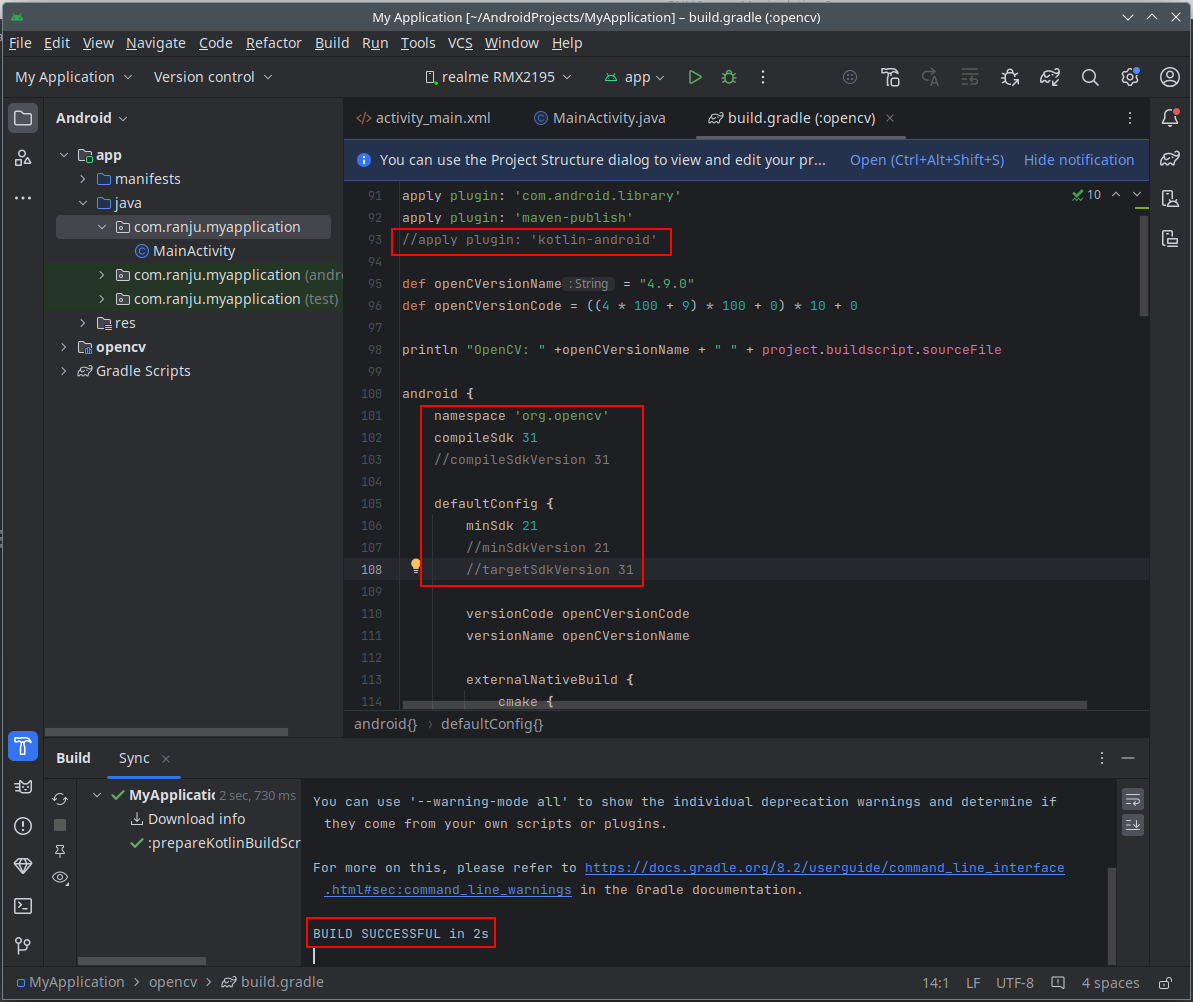 My Application [~/AndroidProjects/MyApplication] – build.gradle (:opencv)
File Edit View Navigate Code Refactor Build Run Tools VCS Window Help
My Application Version control realme RMX2195 app
Android
app
manifests
java
com.ranju.myapplication
MainActivity
com.ranju.myapplication (andr
com.ranju.myapplication (test)
res
opencv
Gradle Scripts
</> activity_main.xml MainActivity.java build.gradle (:opencv)
You can use the Project Structure dialog to view and edit your pr... Open (Ctrl+Alt+Shift+S) Hide notification
10
91 apply plugin: 'com.android.library'
92 apply plugin: 'maven-publish'
93 //apply plugin: 'kotlin-android'
94
95 def openCVersionName : String = "4.9.0"
96 def openCVersionCode = ((4 * 100 + 9) * 100 + 0) * 10 + 0
97
98 println "OpenCV: " +openCVersionName + " " + project.buildscript.sourceFile
99
100 android {
101 namespace 'org.opencv'
102 compileSdk 31
103 //compileSdkVersion 31
104
105 defaultConfig {
106 minSdk 21
107 //minSdkVersion 21
108 //targetSdkVersion 31
109
110 versionCode openCVersionCode
111 versionName openCVersionName
112
113 externalNativeBuild {
114 cmake {
android{} › defaultConfig{}
Build Sync
MyApplication 2 sec, 730 ms
Download info
:prepareKotlinBuildScr
You can use '--warning-mode all' to show the individual deprecation warnings and determine if
they come from your own scripts or plugins.
For more on this, please refer to https://docs.gradle.org/8.2/userguide/command_line_interface
.html#sec:command_line_warnings in the Gradle documentation.
BUILD SUCCESSFUL in 2s
MyApplication > opencv > build.gradle
14:1 LF UTF-8 4 spaces